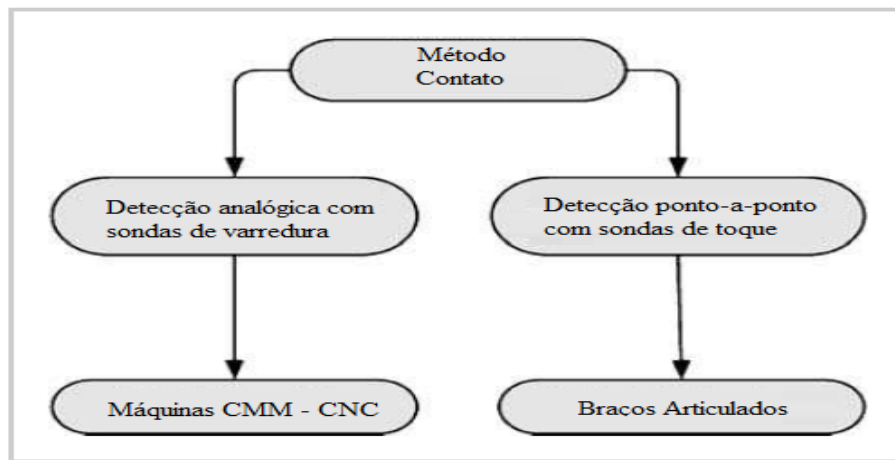 Método
Contato
Detecção analógica com
sondas de varredura
Detecção ponto-a-ponto
com sondas de toque
Máquinas CMM - CNC
Braços Articulados